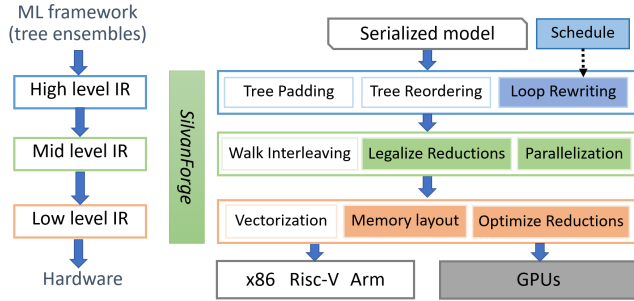 ML framework
(tree ensembles)
High level IR
Mid level IR
Low level IR
Hardware
SilvanForge
Serialized model
Schedule
Tree Padding
Tree Reordering
Loop Rewriting
Walk Interleaving
Legalize Reductions
Parallelization
Vectorization
Memory layout
Optimize Reductions
x86 Risc-V Arm
GPUs